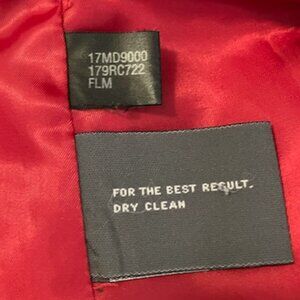 17MD9000
179RC722
FLM
FOR THE BEST RESULT.
DRY CLEAN